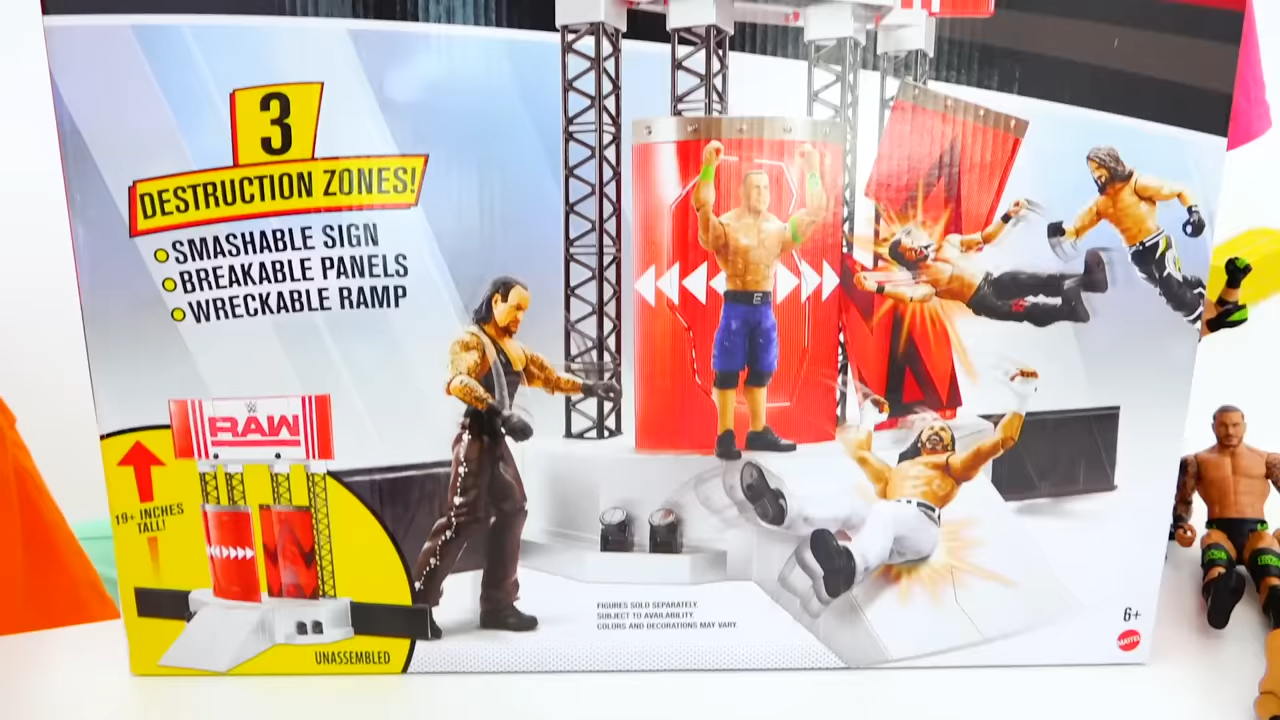 3
DESTRUCTION ZONES!
SMASHABLE SIGN
BREAKABLE PANELS
WRECKABLE RAMP
RAW
19+ INCHES
TALL!
UNASSEMBLED
FIGURES SOLD SEPARATELY.
SUBJECT TO AVAILABILITY.
COLORS AND DECORATIONS MAY VARY.
6+
MATTEL